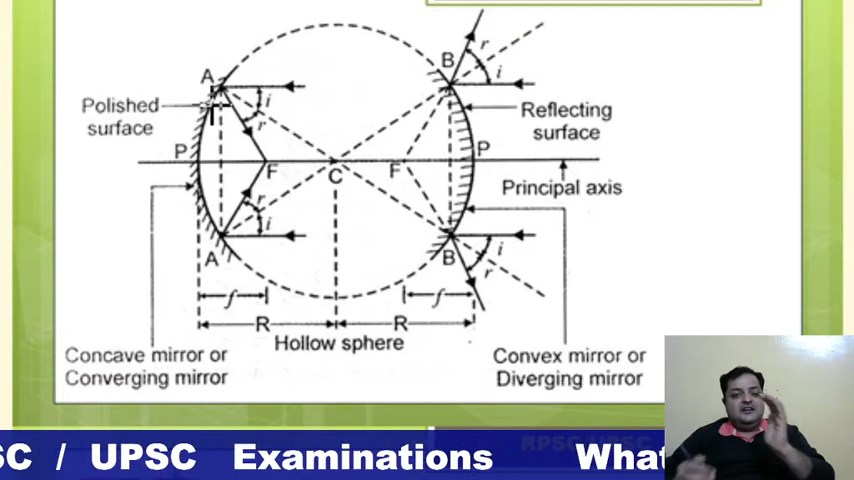 B
r
i
A
Polished
surface
i
r
Reflecting
surface
P
F
C
F
P
Principal axis
r
i
A
B
i
r
f
f
R
R
Hollow sphere
Concave mirror or
Converging mirror
Convex mirror or
Diverging mirror
RPSC UPSC
SC / UPSC Examinations What